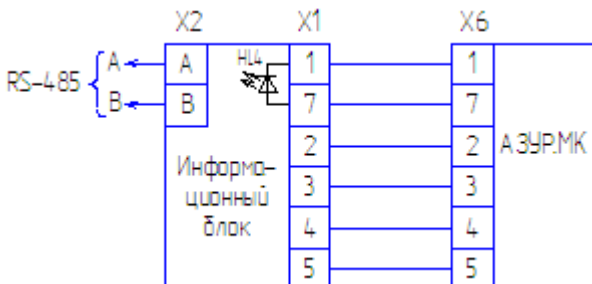 X2 X1 X6
RS-485 A A HL4 1 1
B B 7 7
2 2 АЗУР.МК
Информа-
ционный
блок
3 3
4 4
5 5